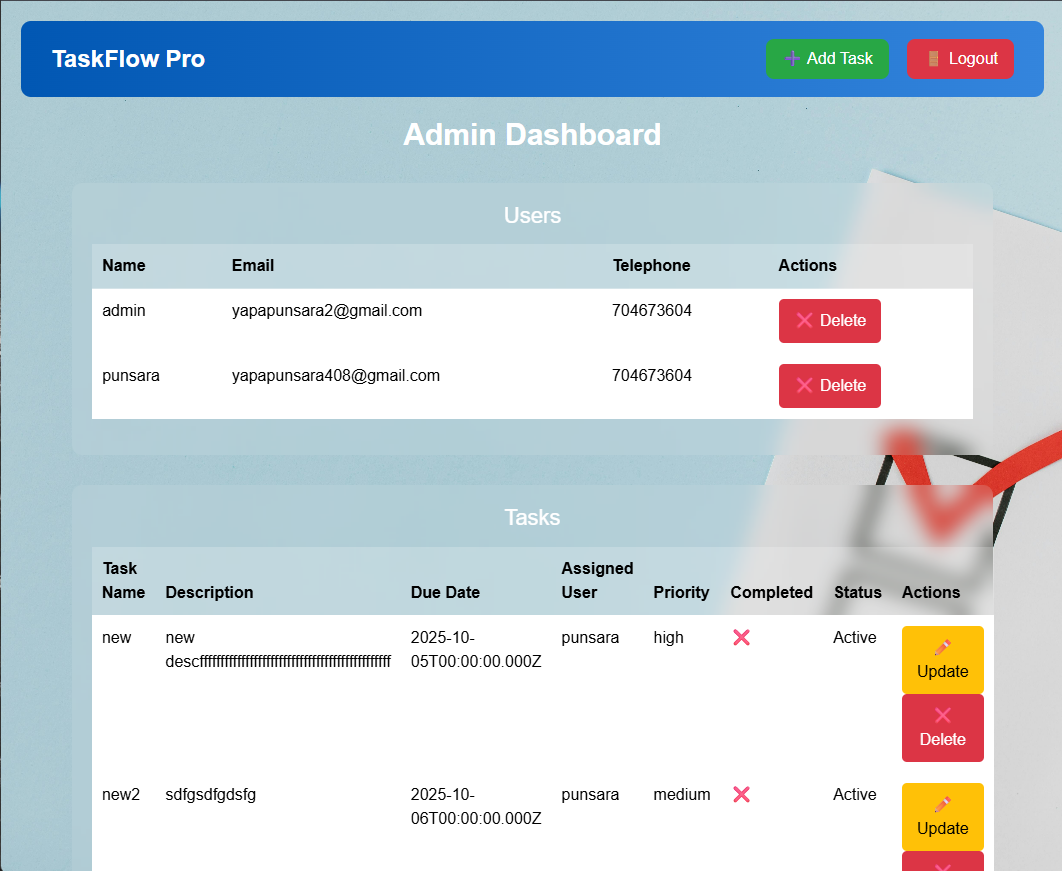 TaskFlow Pro
➕ Add Task
🚪 Logout
Admin Dashboard
Users
Name Email Telephone Actions
admin yapapunsara2@gmail.com 704673604 ❌ Delete
punsara yapapunsara408@gmail.com 704673604 ❌ Delete
Tasks
Task Name Description Due Date Assigned User Priority Completed Status Actions
new new 2025-10- punsara high ❌ Active ✏️ Update
descffffffffffffffffffffffffffffffffffffffffffffff 05T00:00:00.000Z
❌ Delete
new2 sdfgsdfgdsfg 2025-10- punsara medium ❌ Active ✏️ Update
06T00:00:00.000Z